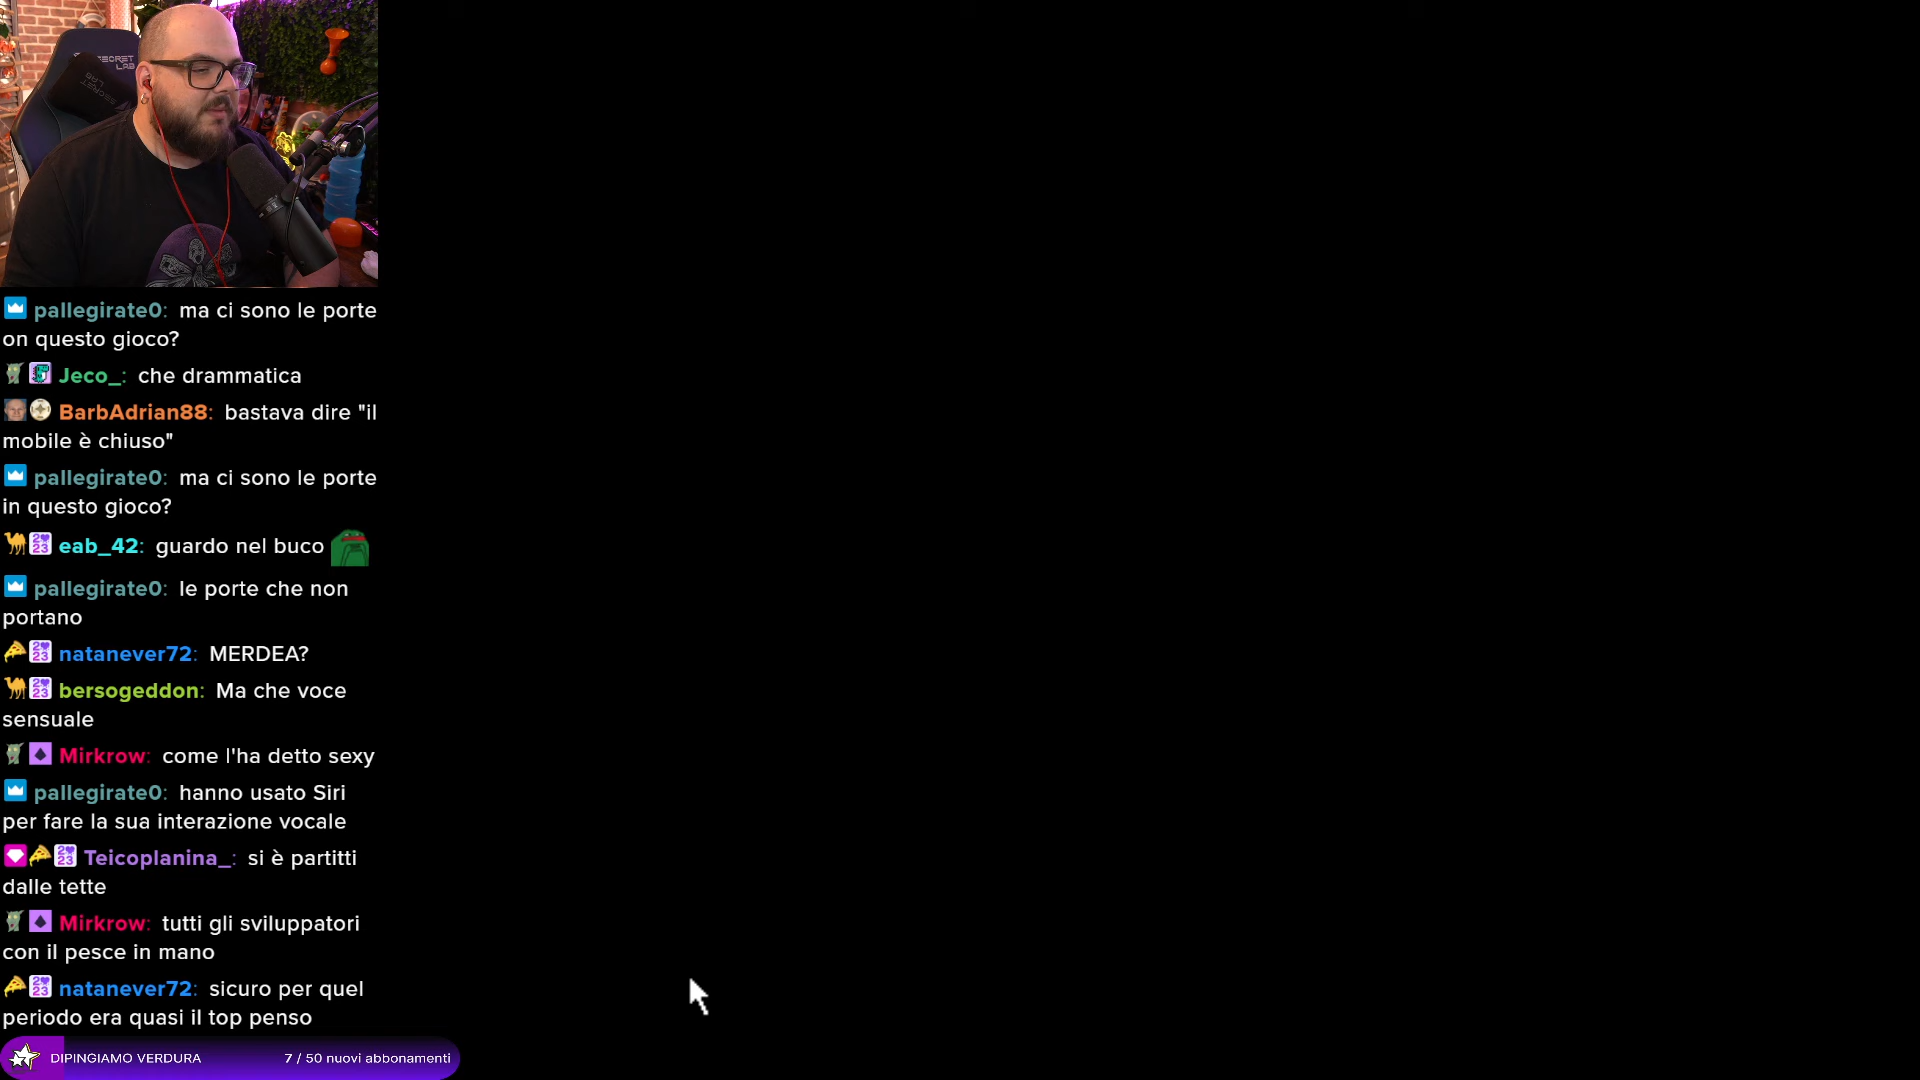 SECRET
LAB
SECRET
LAB
pallegirate0: ma ci sono le porte
on questo gioco?
Jeco_: che drammatica
BarbAdrian88: bastava dire "il
mobile è chiuso"
pallegirate0: ma ci sono le porte
in questo gioco?
eab_42: guardo nel buco
pallegirate0: le porte che non
portano
natanever72: MERDEA?
bersogeddon: Ma che voce
sensuale
Mirkrow: come l'ha detto sexy
pallegirate0: hanno usato Siri
per fare la sua interazione vocale
Teicoplanina_: si è partitti
dalle tette
Mirkrow: tutti gli sviluppatori
con il pesce in mano
natanever72: sicuro per quel
periodo era quasi il top penso
DIPINGIAMO VERDURA 7 / 50 nuovi abbonamenti